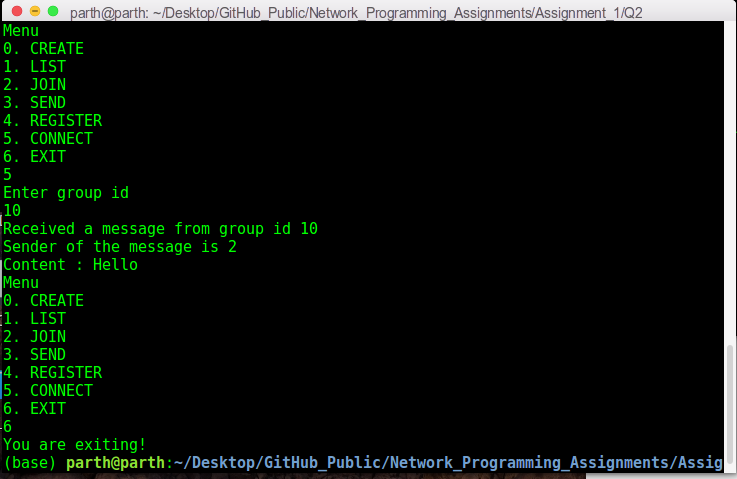 parth@parth: ~/Desktop/GitHub_Public/Network_Programming_Assignments/Assignment_1/Q2
Menu
0. CREATE
1. LIST
2. JOIN
3. SEND
4. REGISTER
5. CONNECT
6. EXIT
5
Enter group id
10
Received a message from group id 10
Sender of the message is 2
Content : Hello
Menu
0. CREATE
1. LIST
2. JOIN
3. SEND
4. REGISTER
5. CONNECT
6. EXIT
6
You are exiting!
(base) parth@parth:~/Desktop/GitHub_Public/Network_Programming_Assignments/Assig